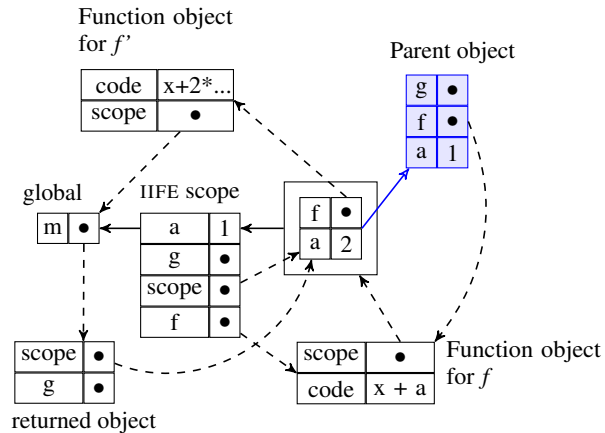 Function object
for f’
code x+2*...
scope •
Parent object
g •
f •
a 1
global
m •
IIFE scope
a 1
g •
scope •
f •
f •
a 2
scope •
g •
returned object
scope •
code x + a
Function object
for f